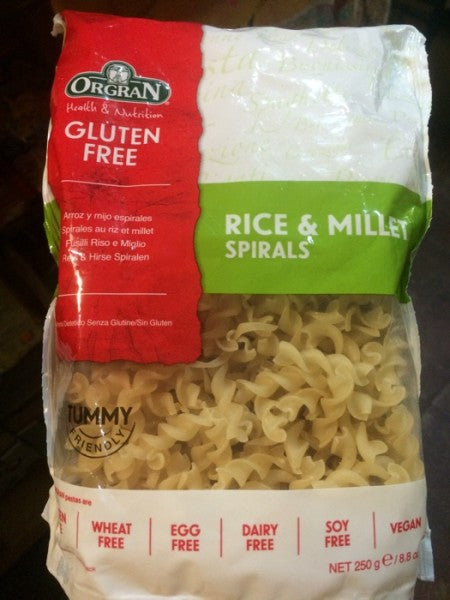 ORGRAN
Health & Nutrition
GLUTEN
FREE
Arroz y mijo espirales
Spirales au riz et millet
Fusilli Riso e Miglio
& Hirse Spiralen
Senza Glutine/Sin Gluten
RICE & MILLET
SPIRALS
TUMMY
FRIENDLY
pastas are
WHEAT
FREE
EGG
FREE
DAIRY
FREE
SOY
FREE
VEGAN
NET 250 g ℮/8.8